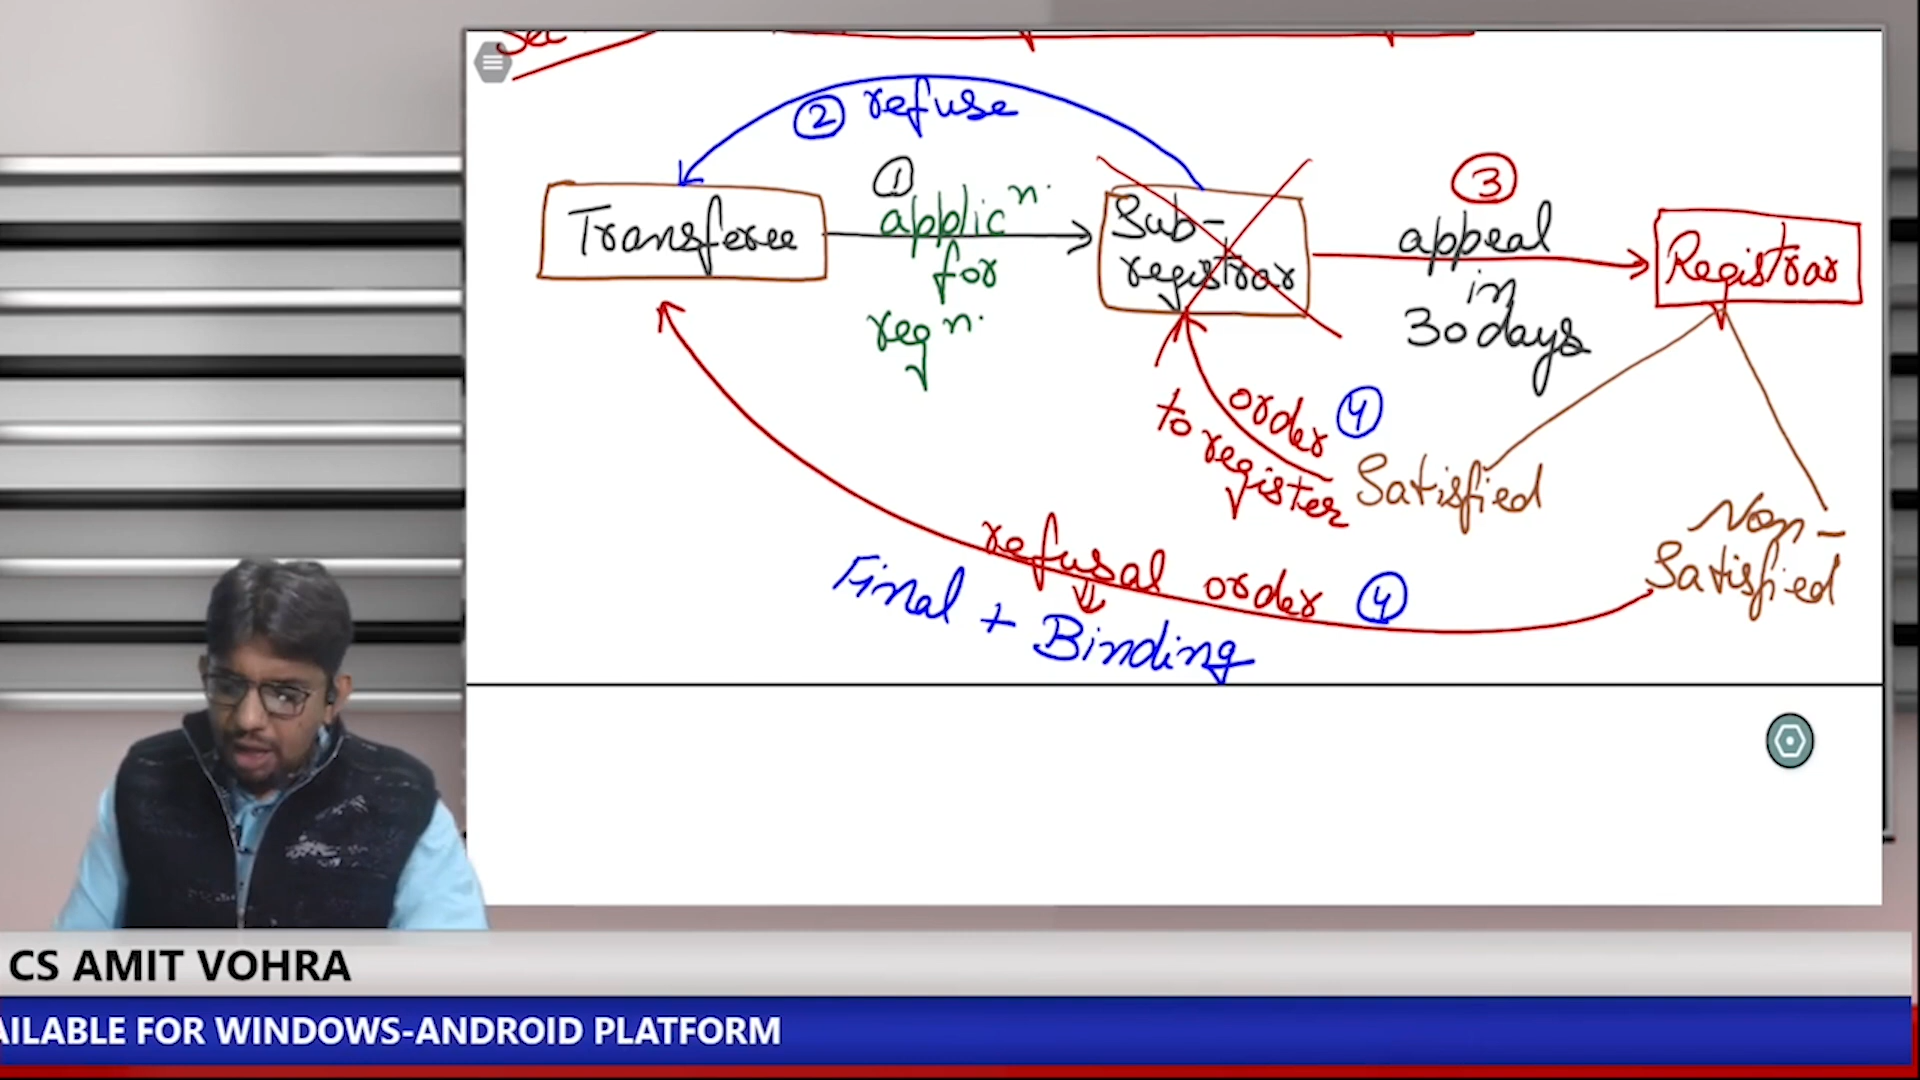 Sec
② refuse
①
applicⁿ·
for
regⁿ·
Transferee
Sub-
registrar
③
appeal
in
30 days
Registrar
order ④
to register
Satisfied
Non-
Satisfied
refusal order ④
Final + Binding
CS AMIT VOHRA
AILABLE FOR WINDOWS-ANDROID PLATFORM